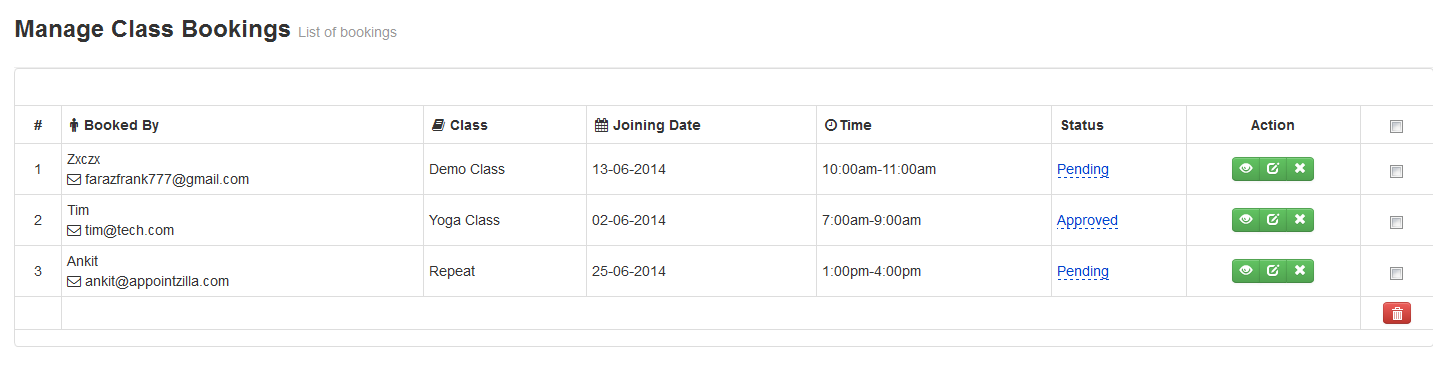 Manage Class Bookings List of bookings
# Booked By Class Joining Date Time Status Action
1 Zxczx farazfrank777@gmail.com Demo Class 13-06-2014 10:00am-11:00am Pending
2 Tim tim@tech.com Yoga Class 02-06-2014 7:00am-9:00am Approved
3 Ankit ankit@appointzilla.com Repeat 25-06-2014 1:00pm-4:00pm Pending